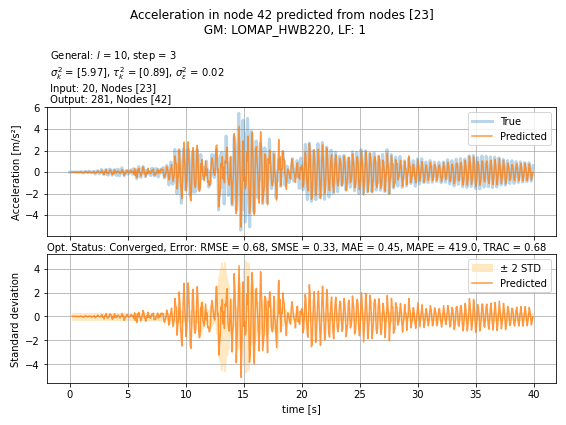 Acceleration in node 42 predicted from nodes [23]
GM: LOMAP_HWB220, LF: 1
General: l = 10, step = 3
σ²ₖ = [5.97], τ²ₖ = [0.89], σ²ε = 0.02
Input: 20, Nodes [23]
Output: 281, Nodes [42]
6
4
2
0
−2
−4
Acceleration [m/s²]
True
Predicted
Opt. Status: Converged, Error: RMSE = 0.68, SMSE = 0.33, MAE = 0.45, MAPE = 419.0, TRAC = 0.68
4
2
0
−2
−4
Standard deviation
± 2 STD
Predicted
0 5 10 15 20 25 30 35 40
time [s]